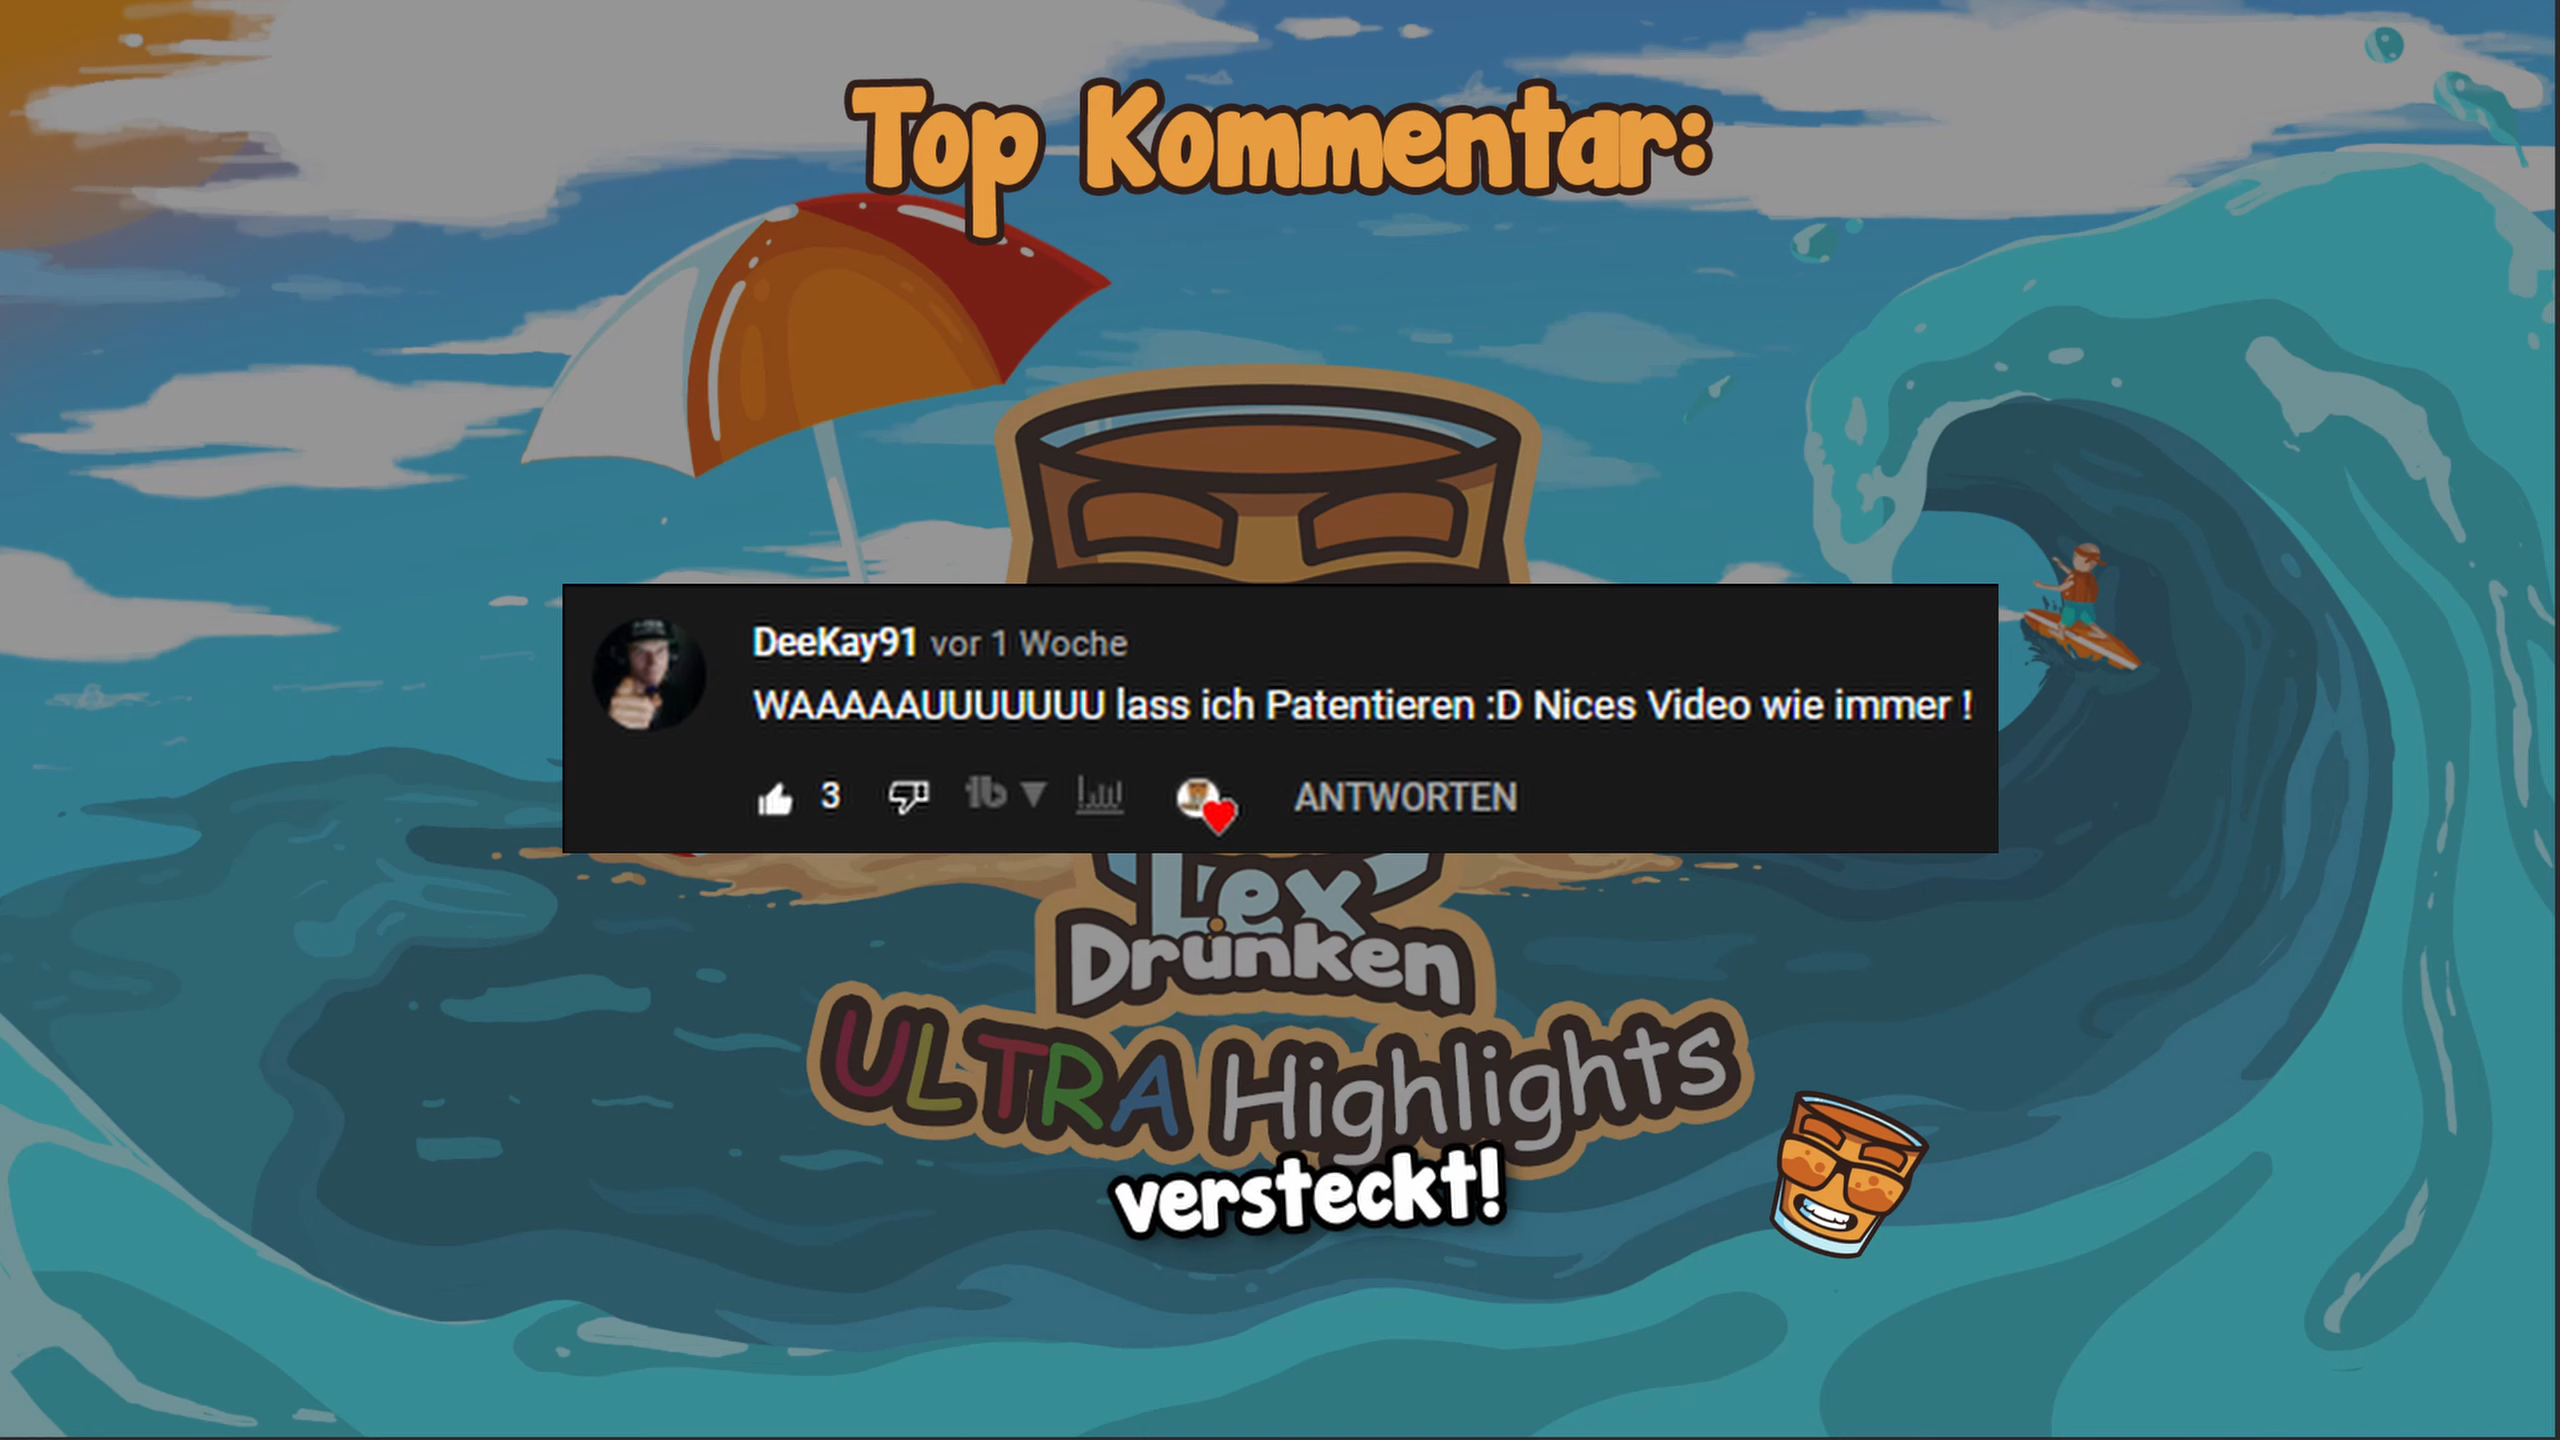 Top Kommentar:
DeeKay91 vor 1 Woche
WAAAAAUUUUUUU lass ich Patentieren :D Nices Video wie immer !
3
ANTWORTEN
Lex
Drunken
ULTRA Highlights
versteckt!